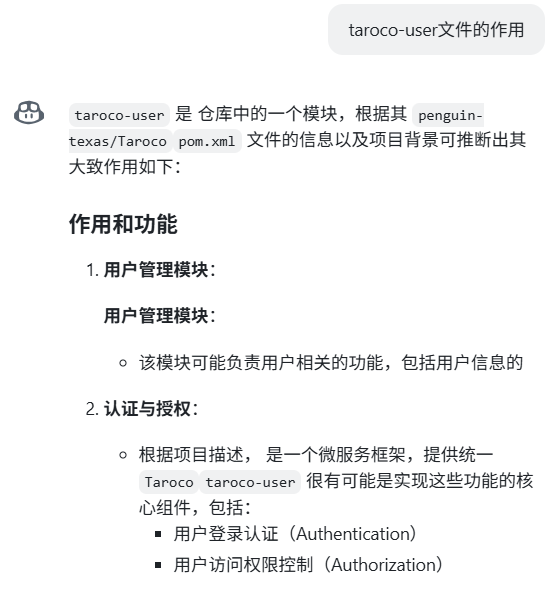 taroco-user文件的作用
taroco-user 是 仓库中的一个模块，根据其 penguin-
texas/Taroco pom.xml 文件的信息以及项目背景可推断出其
大致作用如下：
作用和功能
1. 用户管理模块：
用户管理模块：
该模块可能负责用户相关的功能，包括用户信息的
2. 认证与授权：
根据项目描述， 是一个微服务框架，提供统一
Taroco taroco-user 很有可能是实现这些功能的核
心组件，包括：
用户登录认证（Authentication）
用户访问权限控制（Authorization）